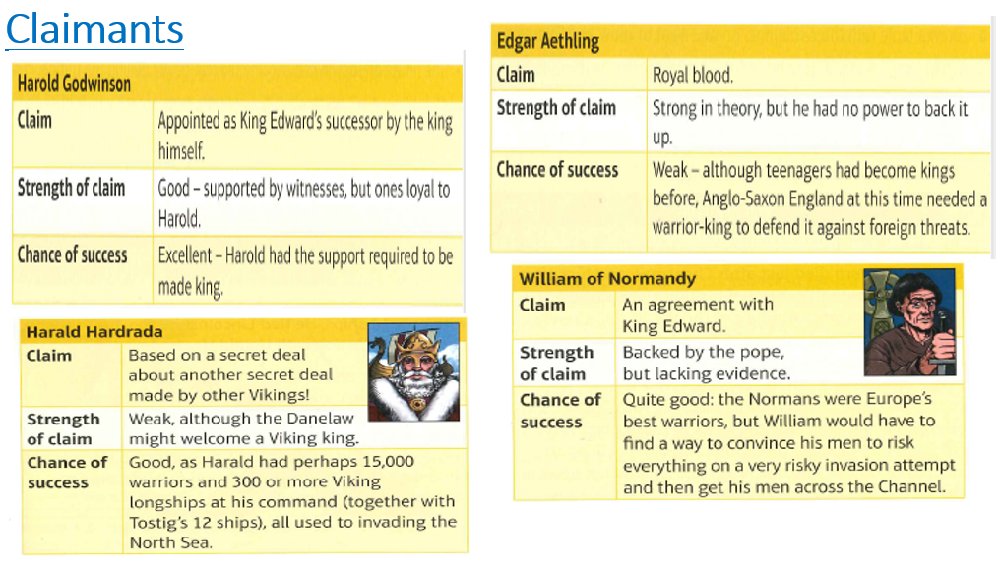 Claimants
Harold Godwinson
Claim
Appointed as King Edward's successor by the king
himself.
Strength of claim
Good – supported by witnesses, but ones loyal to
Harold.
Chance of success
Excellent – Harold had the support required to be
made king.
Edgar Aethling
Claim
Royal blood.
Strength of claim
Strong in theory, but he had no power to back it
up.
Chance of success
Weak – although teenagers had become kings
before, Anglo-Saxon England at this time needed a
warrior-king to defend it against foreign threats.
Harald Hardrada
Claim
Based on a secret deal
about another secret deal
made by other Vikings!
Strength
of claim
Weak, although the Danelaw
might welcome a Viking king.
Chance of
success
Good, as Harald had perhaps 15,000
warriors and 300 or more Viking
longships at his command (together with
Tostig's 12 ships), all used to invading the
North Sea.
William of Normandy
Claim
An agreement with
King Edward.
Strength
of claim
Backed by the pope,
but lacking evidence.
Chance of
success
Quite good: the Normans were Europe's
best warriors, but William would have to
find a way to convince his men to risk
everything on a very risky invasion attempt
and then get his men across the Channel.